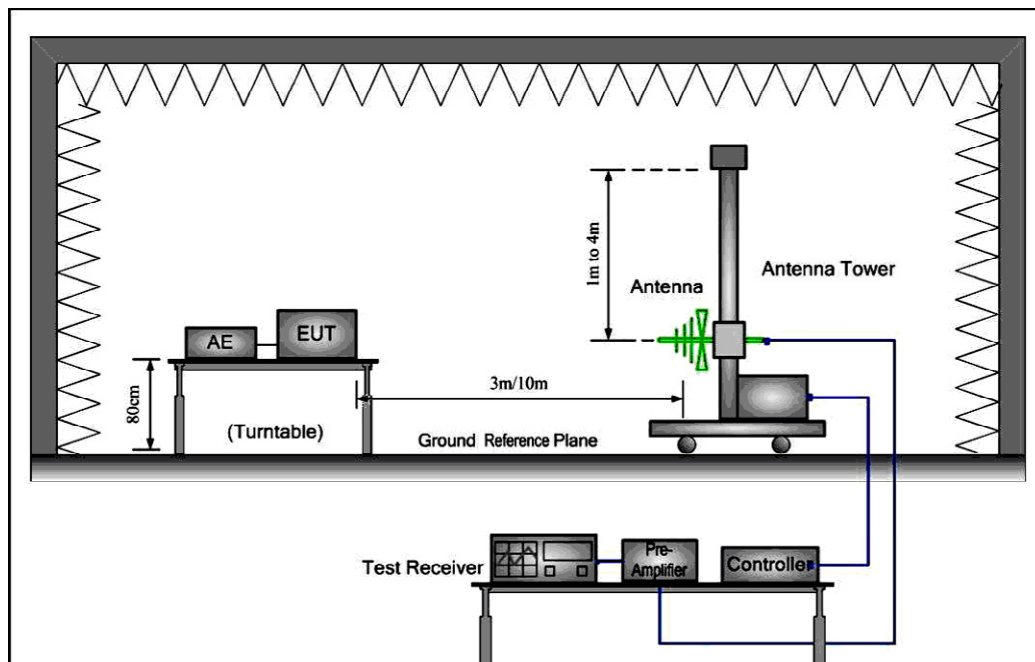 1m to 4m
Antenna Tower
Antenna
AE
EUT
80cm
3m/10m
(Turntable)
Ground Reference Plane
Test Receiver
Pre-
Amplifier
Controller